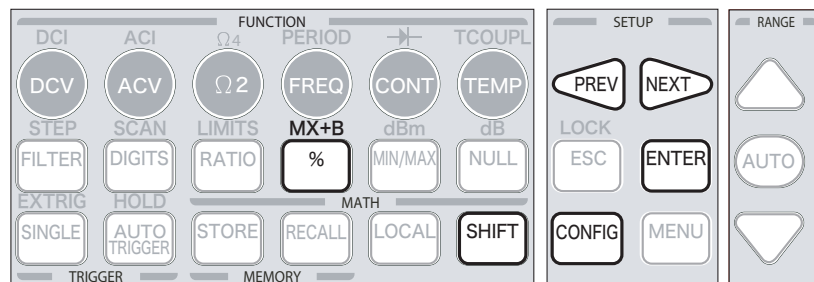 FUNCTION
DCI ACI Ω4 PERIOD TCOUPL
DCV ACV Ω2 FREQ CONT TEMP
STEP SCAN LIMITS MX+B dBm dB
FILTER DIGITS RATIO % MIN/MAX NULL
EXTRIG HOLD MATH
SINGLE AUTO TRIGGER STORE RECALL LOCAL SHIFT
TRIGGER MEMORY
SETUP
PREV NEXT
LOCK
ESC ENTER
CONFIG MENU
RANGE
AUTO